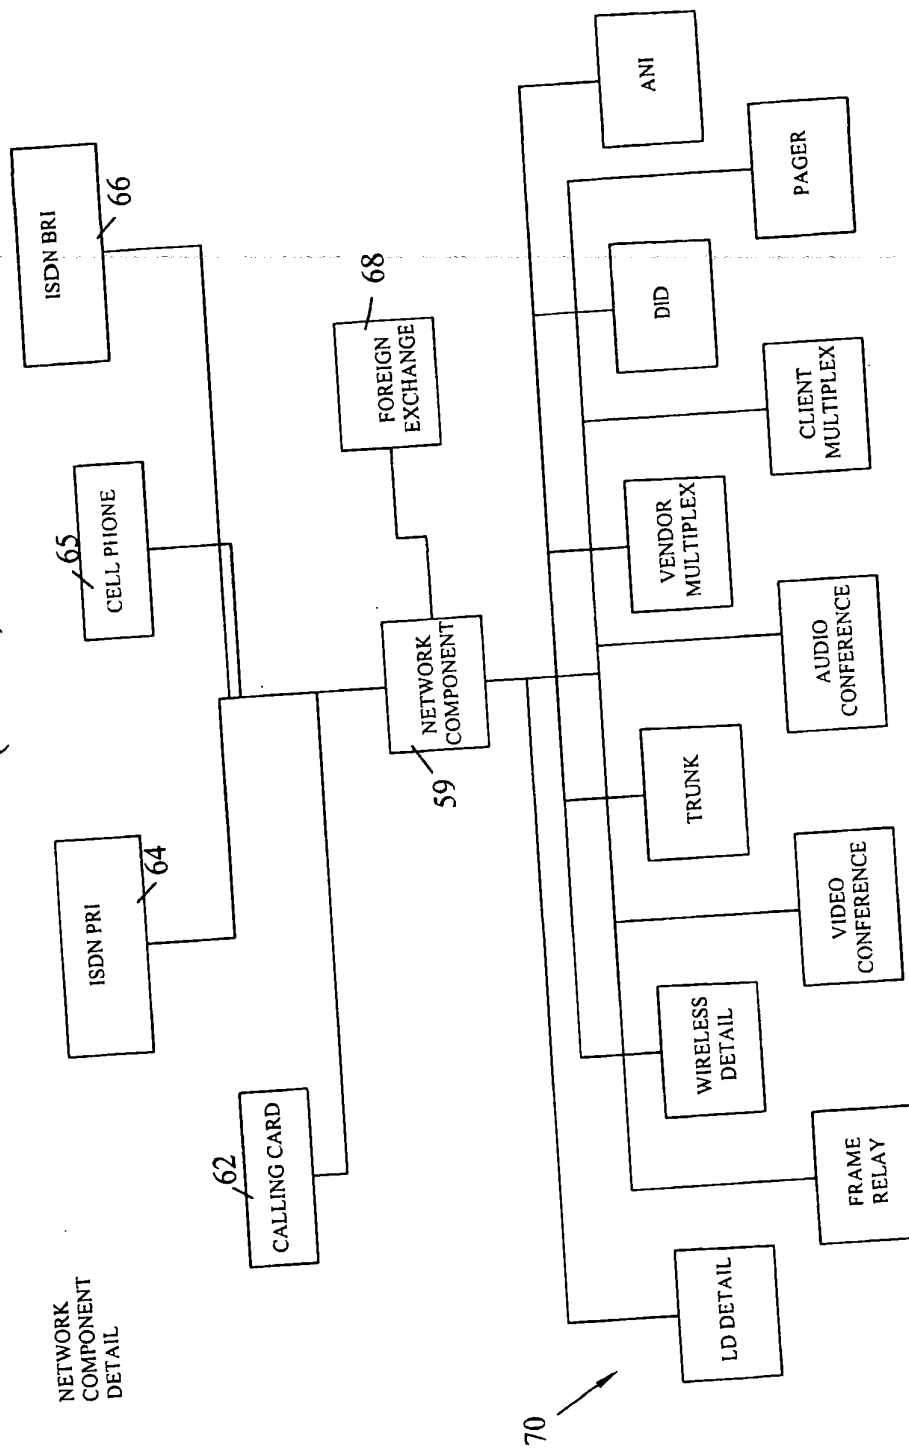 NETWORK
COMPONENT
DETAIL
ISDN PRI
64
65
CELL PHONE
ISDN BRI
66
62
CALLING CARD
68
FOREIGN
EXCHANGE
59
NETWORK
COMPONENT
70
LD DETAIL
WIRELESS
DETAIL
TRUNK
VENDOR
MULTIPLEX
DID
ANI
FRAME
RELAY
VIDEO
CONFERENCE
AUDIO
CONFERENCE
CLIENT
MULTIPLEX
PAGER